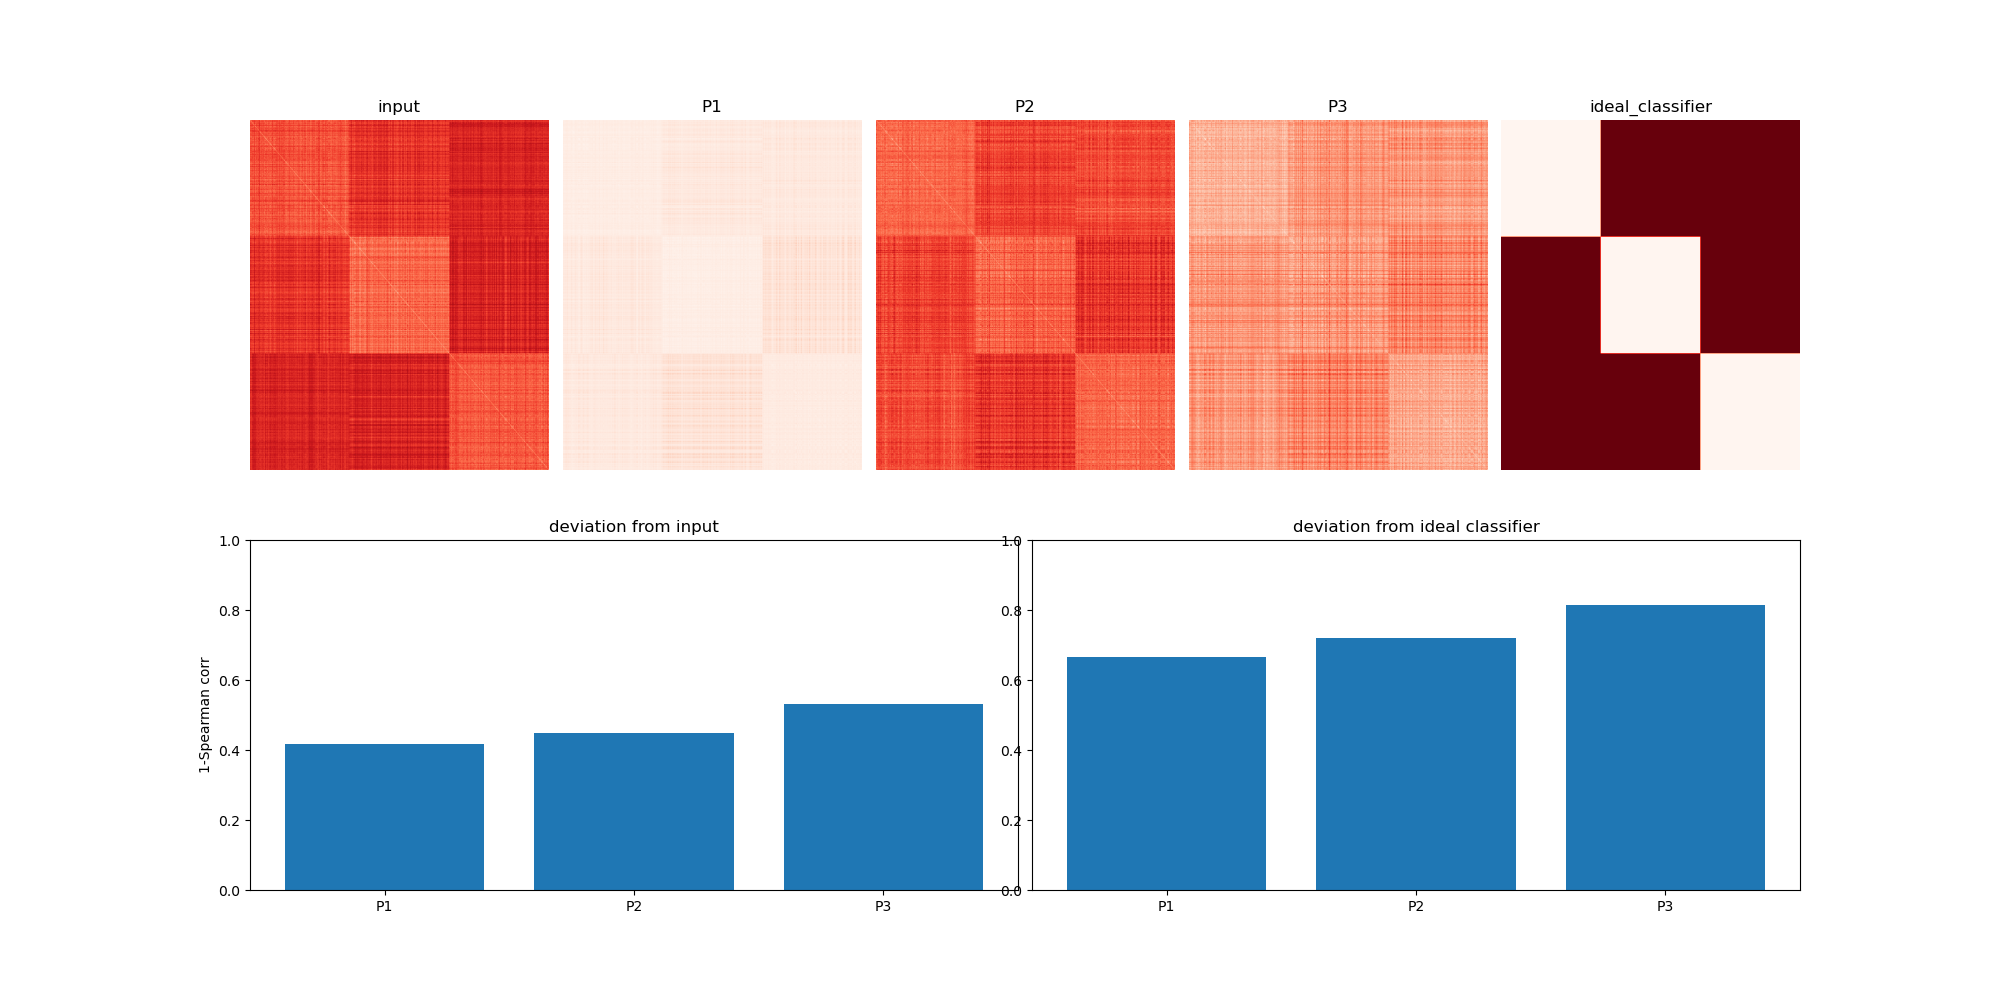 input
P1
P2
P3
ideal_classifier
deviation from input
1.0
0.8
0.6
0.4
0.2
0.0
1-Spearman corr
P1
P2
P3
deviation from ideal classifier
1.0
0.8
0.6
0.4
0.2
0.0
P1
P2
P3